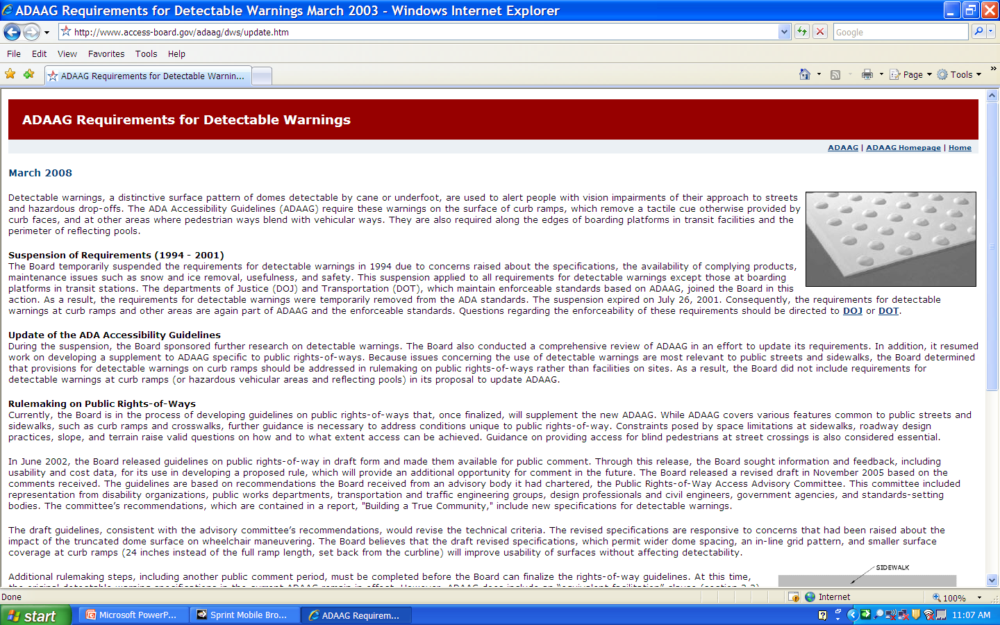 ADAAG Requirements for Detectable Warnings March 2003 - Windows Internet Explorer
http://www.access-board.gov/adaag/dws/update.htm
Google
File Edit View Favorites Tools Help
ADAAG Requirements for Detectable Warnin...
Page Tools
ADAAG Requirements for Detectable Warnings
ADAAG | ADAAG Homepage | Home
March 2008
Detectable warnings, a distinctive surface pattern of domes detectable by cane or underfoot, are used to alert people with vision impairments of their approach to streets
and hazardous drop-offs. The ADA Accessibility Guidelines (ADAAG) require these warnings on the surface of curb ramps, which remove a tactile cue otherwise provided by
curb faces, and at other areas where pedestrian ways blend with vehicular ways. They are also required along the edges of boarding platforms in transit facilities and the
perimeter of reflecting pools.
Suspension of Requirements (1994 - 2001)
The Board temporarily suspended the requirements for detectable warnings in 1994 due to concerns raised about the specifications, the availability of complying products,
maintenance issues such as snow and ice removal, usefulness, and safety. This suspension applied to all requirements for detectable warnings except those at boarding
platforms in transit stations. The departments of Justice (DOJ) and Transportation (DOT), which maintain enforceable standards based on ADAAG, joined the Board in this
action. As a result, the requirements for detectable warnings were temporarily removed from the ADA standards. The suspension expired on July 26, 2001. Consequently, the requirements for detectable
warnings at curb ramps and other areas are again part of ADAAG and the enforceable standards. Questions regarding the enforceability of these requirements should be directed to DOJ or DOT.
Update of the ADA Accessibility Guidelines
During the suspension, the Board sponsored further research on detectable warnings. The Board also conducted a comprehensive review of ADAAG in an effort to update its requirements. In addition, it resumed
work on developing a supplement to ADAAG specific to public rights-of-ways. Because issues concerning the use of detectable warnings are most relevant to public streets and sidewalks, the Board determined
that provisions for detectable warnings on curb ramps should be addressed in rulemaking on public rights-of-ways rather than facilities on sites. As a result, the Board did not include requirements for
detectable warnings at curb ramps (or hazardous vehicular areas and reflecting pools) in its proposal to update ADAAG.
Rulemaking on Public Rights-of-Ways
Currently, the Board is in the process of developing guidelines on public rights-of-ways that, once finalized, will supplement the new ADAAG. While ADAAG covers various features common to public streets and
sidewalks, such as curb ramps and crosswalks, further guidance is necessary to address conditions unique to public rights-of-way. Constraints posed by space limitations at sidewalks, roadway design
practices, slope, and terrain raise valid questions on how and to what extent access can be achieved. Guidance on providing access for blind pedestrians at street crossings is also considered essential.
In June 2002, the Board released guidelines on public rights-of-way in draft form and made them available for public comment. Through this release, the Board sought information and feedback, including
usability and cost data, for its use in developing a proposed rule, which will provide an additional opportunity for comment in the future. The Board released a revised draft in November 2005 based on the
comments received. The guidelines are based on recommendations the Board received from an advisory body it had chartered, the Public Rights-of-Way Access Advisory Committee. This committee included
representation from disability organizations, public works departments, transportation and traffic engineering groups, design professionals and civil engineers, government agencies, and standards-setting
bodies. The committee's recommendations, which are contained in a report, "Building a True Community," include new specifications for detectable warnings.
The draft guidelines, consistent with the advisory committee's recommendations, would revise the technical criteria. The revised specifications are responsive to concerns that had been raised about the
impact of the truncated dome surface on wheelchair maneuvering. The Board believes that the draft revised specifications, which permit wider dome spacing, an in-line grid pattern, and smaller surface
coverage at curb ramps (24 inches instead of the full ramp length, set back from the curbline) will improve usability of surfaces without affecting detectability.
SIDEWALK
Additional rulemaking steps, including another public comment period, must be completed before the Board can finalize the rights-of-way guidelines. At this time,
the original detectable warning specifications in the current ADAAG remain in effect. However, ADAAG does include an "equivalent facilitation" clause (section 2.2)
Done
Internet
100%
start
Microsoft PowerP...
Sprint Mobile Bro...
ADAAG Requirem...
11:07 AM